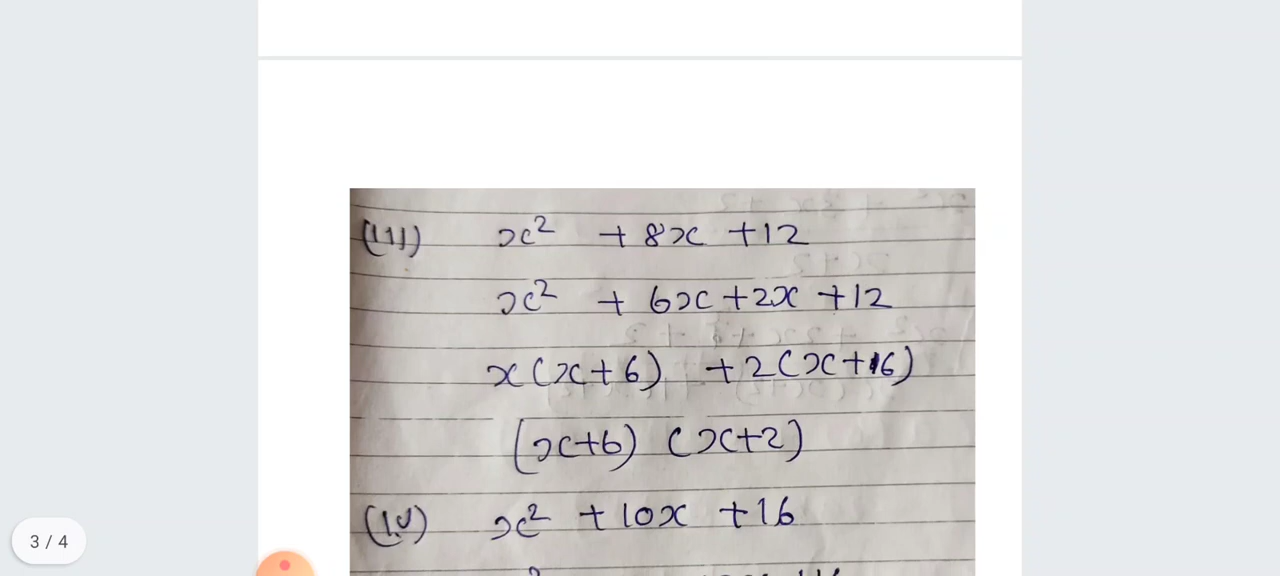 (III) x² + 8x + 12
x² + 6x + 2x + 12
x(x+6) + 2(x+6)
(x+6) (x+2)
(IV) x² + 10x + 16
3 / 4